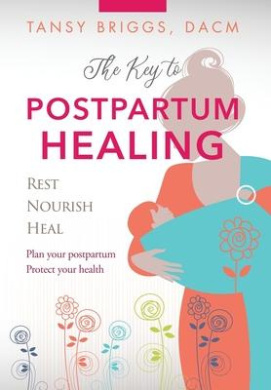 TANSY BRIGGS, DACM
The Key to
POSTPARTUM
HEALING
REST
NOURISH
HEAL
Plan your postpartum
Protect your health